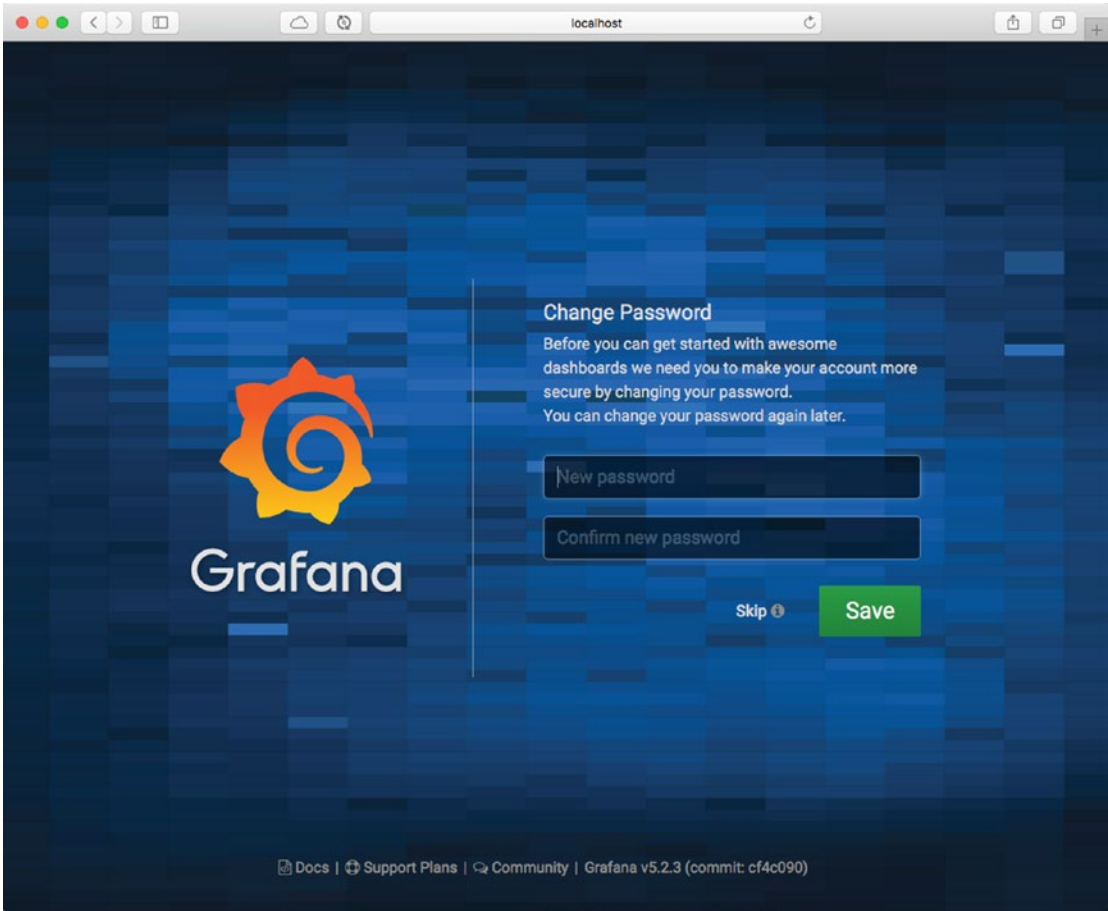 localhost
Change Password
Before you can get started with awesome
dashboards we need you to make your account more
secure by changing your password.
You can change your password again later.
New password
Confirm new password
Grafana
Skip
Save
Docs | Support Plans | Community | Grafana v5.2.3 (commit: cf4c090)